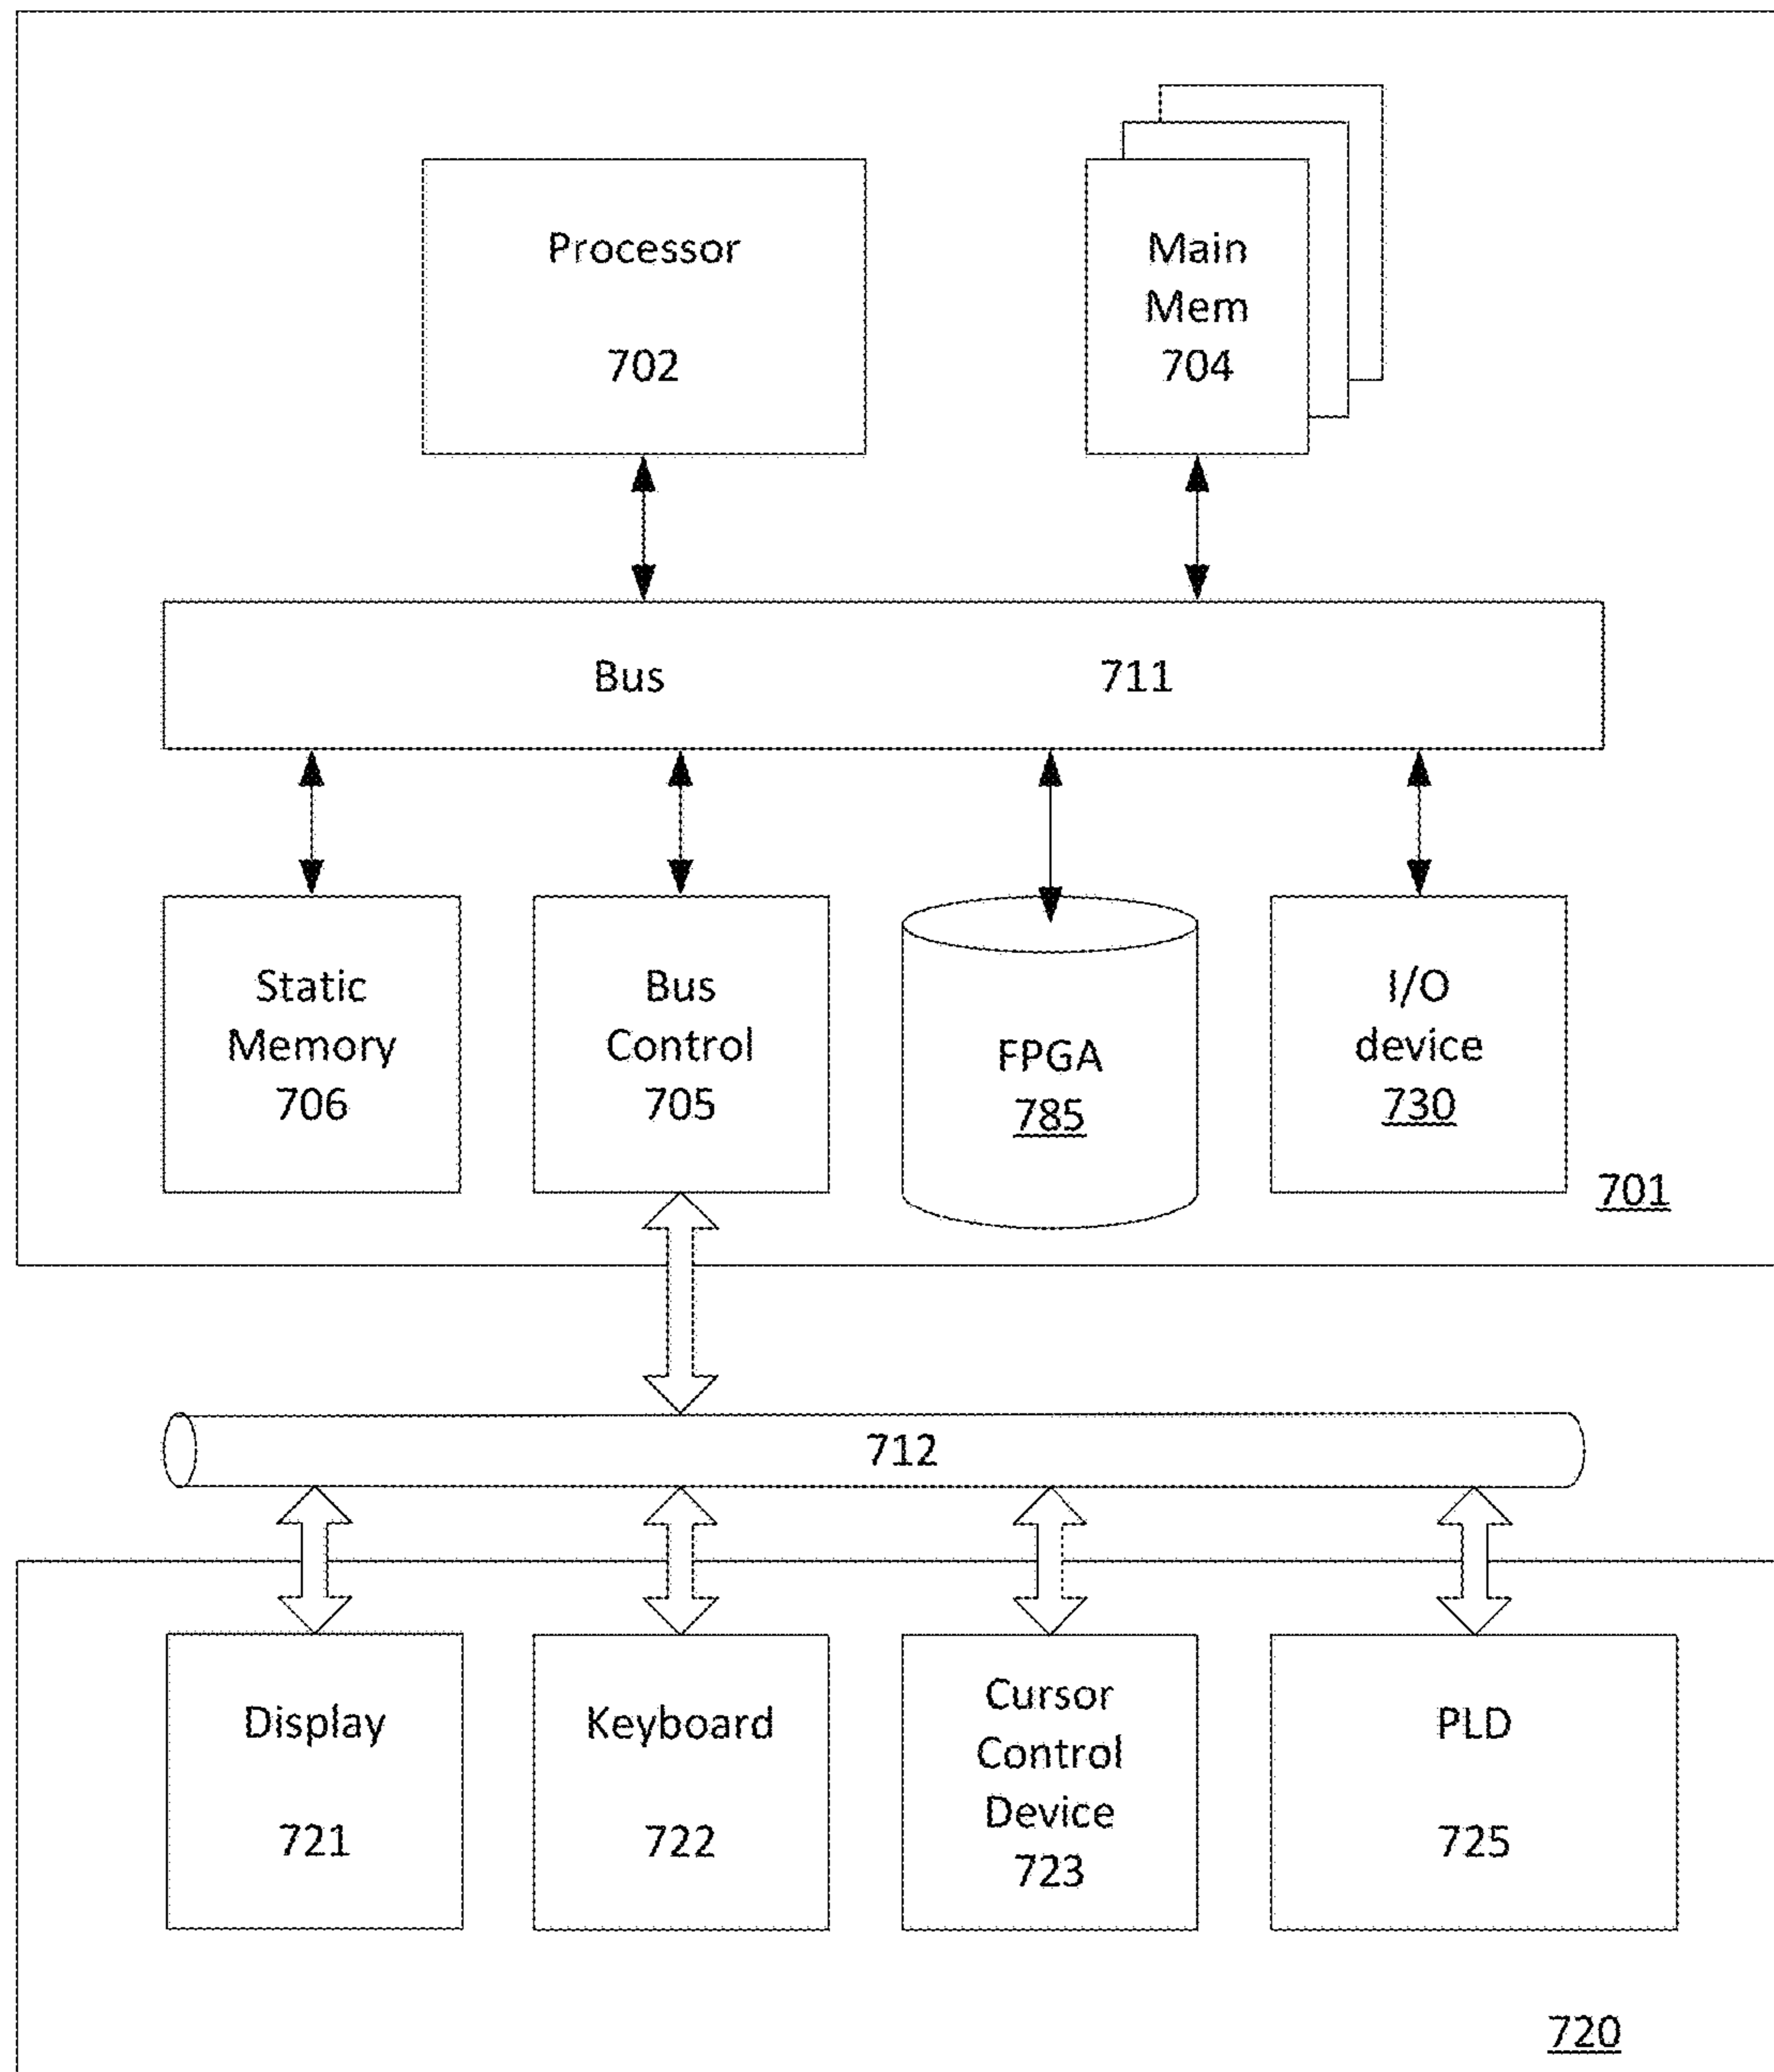 Processor
702
Main
Mem
704
Bus 711
Static
Memory
706
Bus
Control
705
FPGA
785
I/O
device
730
701
712
Display
721
Keyboard
722
Cursor
Control
Device
723
PLD
725
720